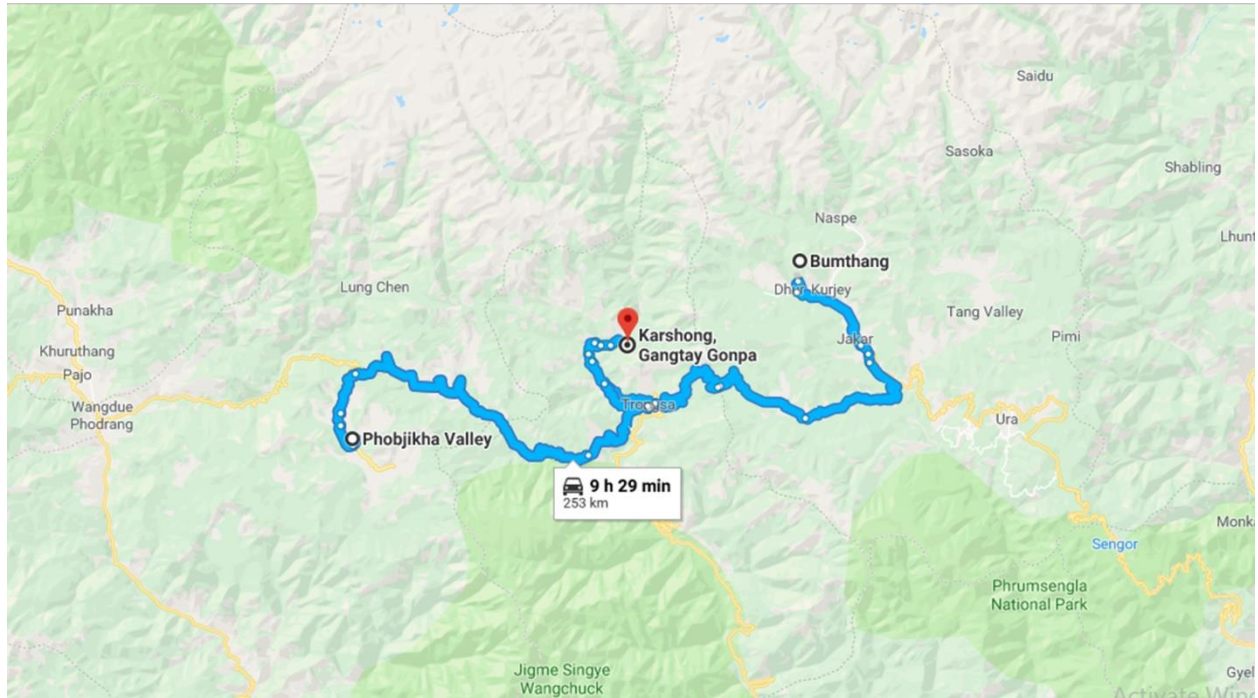 Saidu
Sasoka
Shabling
Naspe
Lhunt
Bumthang
Dhur Kurjey
Lung Chen
Punakha
Tang Valley
Karshong,
Gangtay Gonpa
Jakar
Pimi
Khuruthang
Pajo
Wangdue
Phodrang
Trongsa
Ura
Phobjikha Valley
9 h 29 min
253 km
Monka
Sengor
Phrumsengla
National Park
Jigme Singye
Wangchuck
Gyel